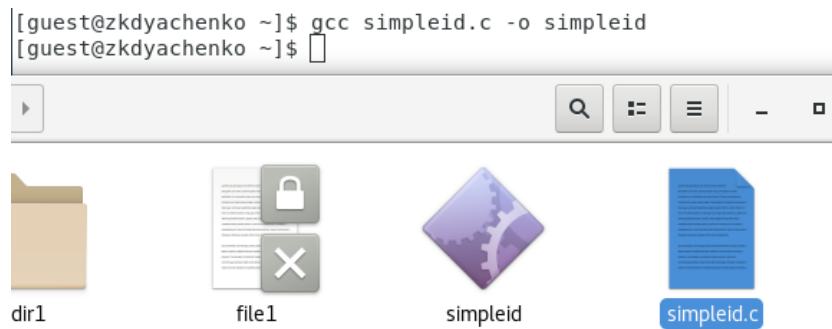 [guest@zkdyachenko ~]$ gcc simpleid.c -o simpleid
[guest@zkdyachenko ~]$
dir1
file1
simpleid
simpleid.c